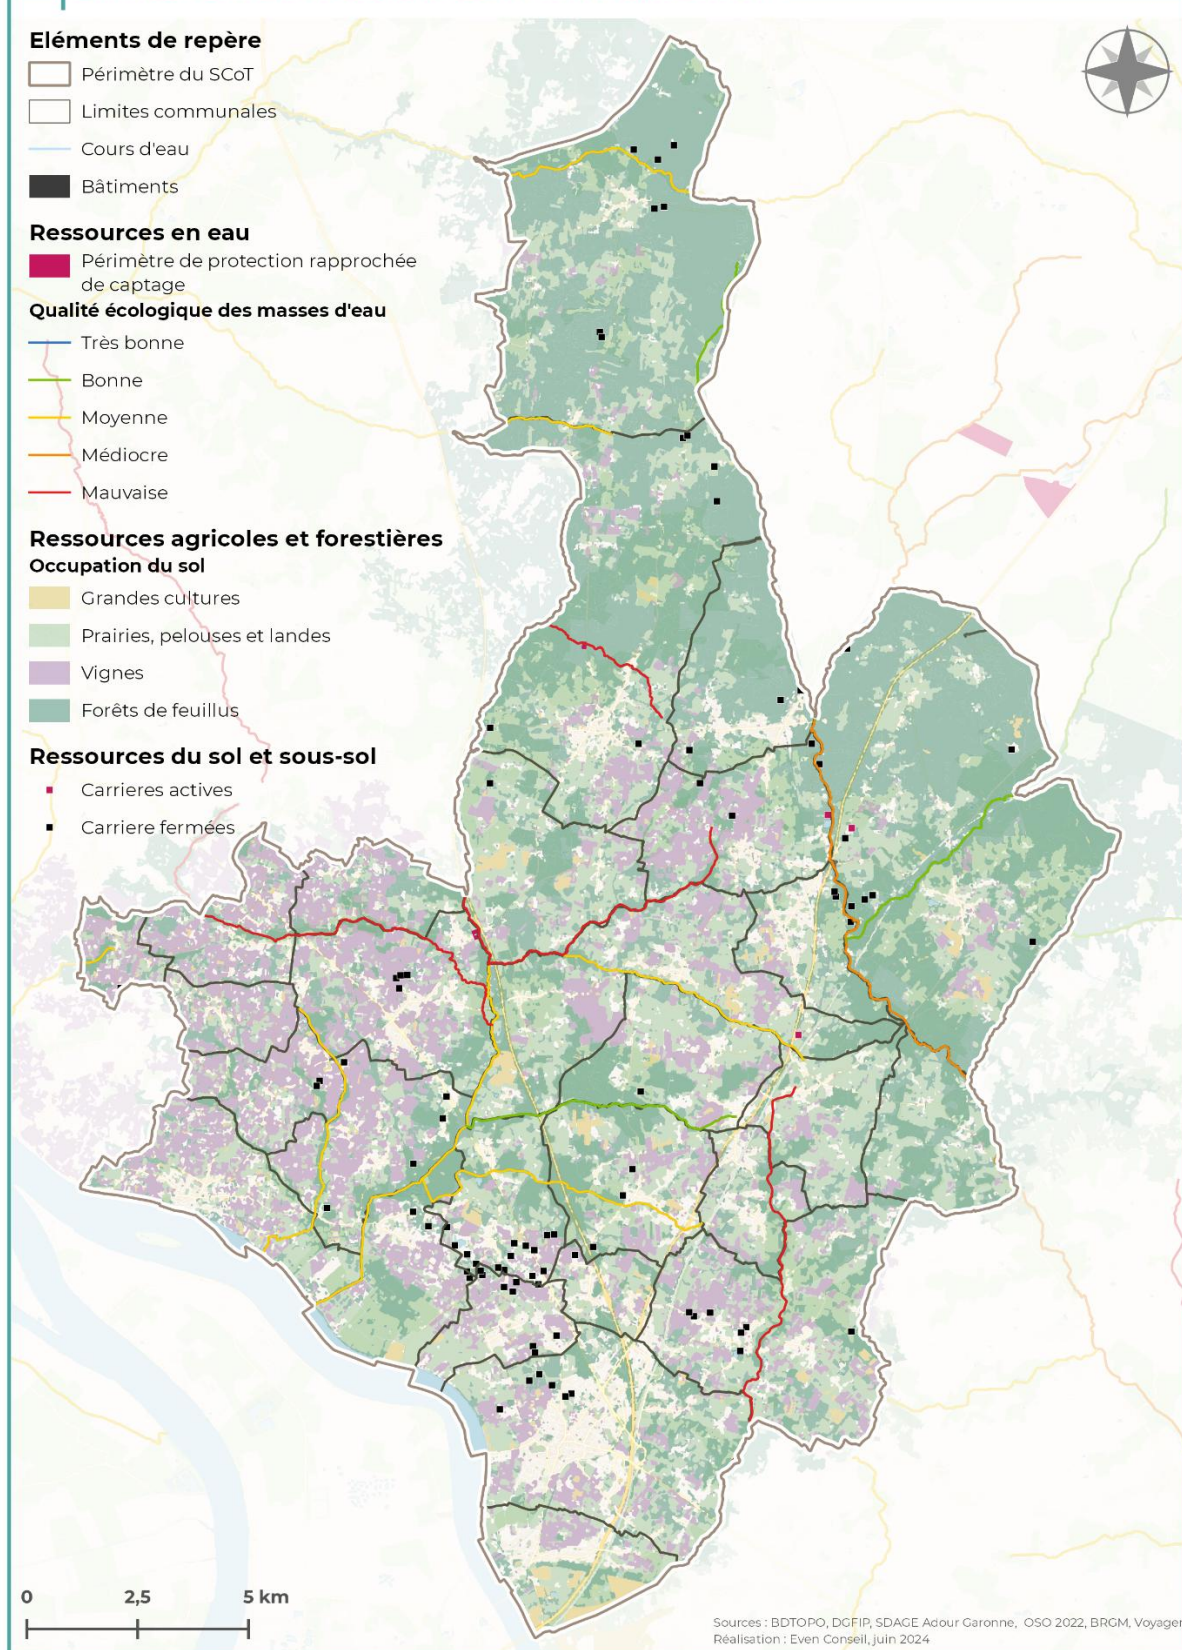 Eléments de repère
Périmètre du SCoT
Limites communales
Cours d'eau
Bâtiments
Ressources en eau
Périmètre de protection rapprochée
de captage
Qualité écologique des masses d'eau
Très bonne
Bonne
Moyenne
Médiocre
Mauvaise
Ressources agricoles et forestières
Occupation du sol
Grandes cultures
Prairies, pelouses et landes
Vignes
Forêts de feuillus
Ressources du sol et sous-sol
Carrieres actives
Carriere fermées
0 2,5 5 km
Sources : BDTOPO, DGFIP, SDAGE Adour Garonne, OSO 2022, BRGM, Voyager
Réalisation : Even Conseil, juin 2024